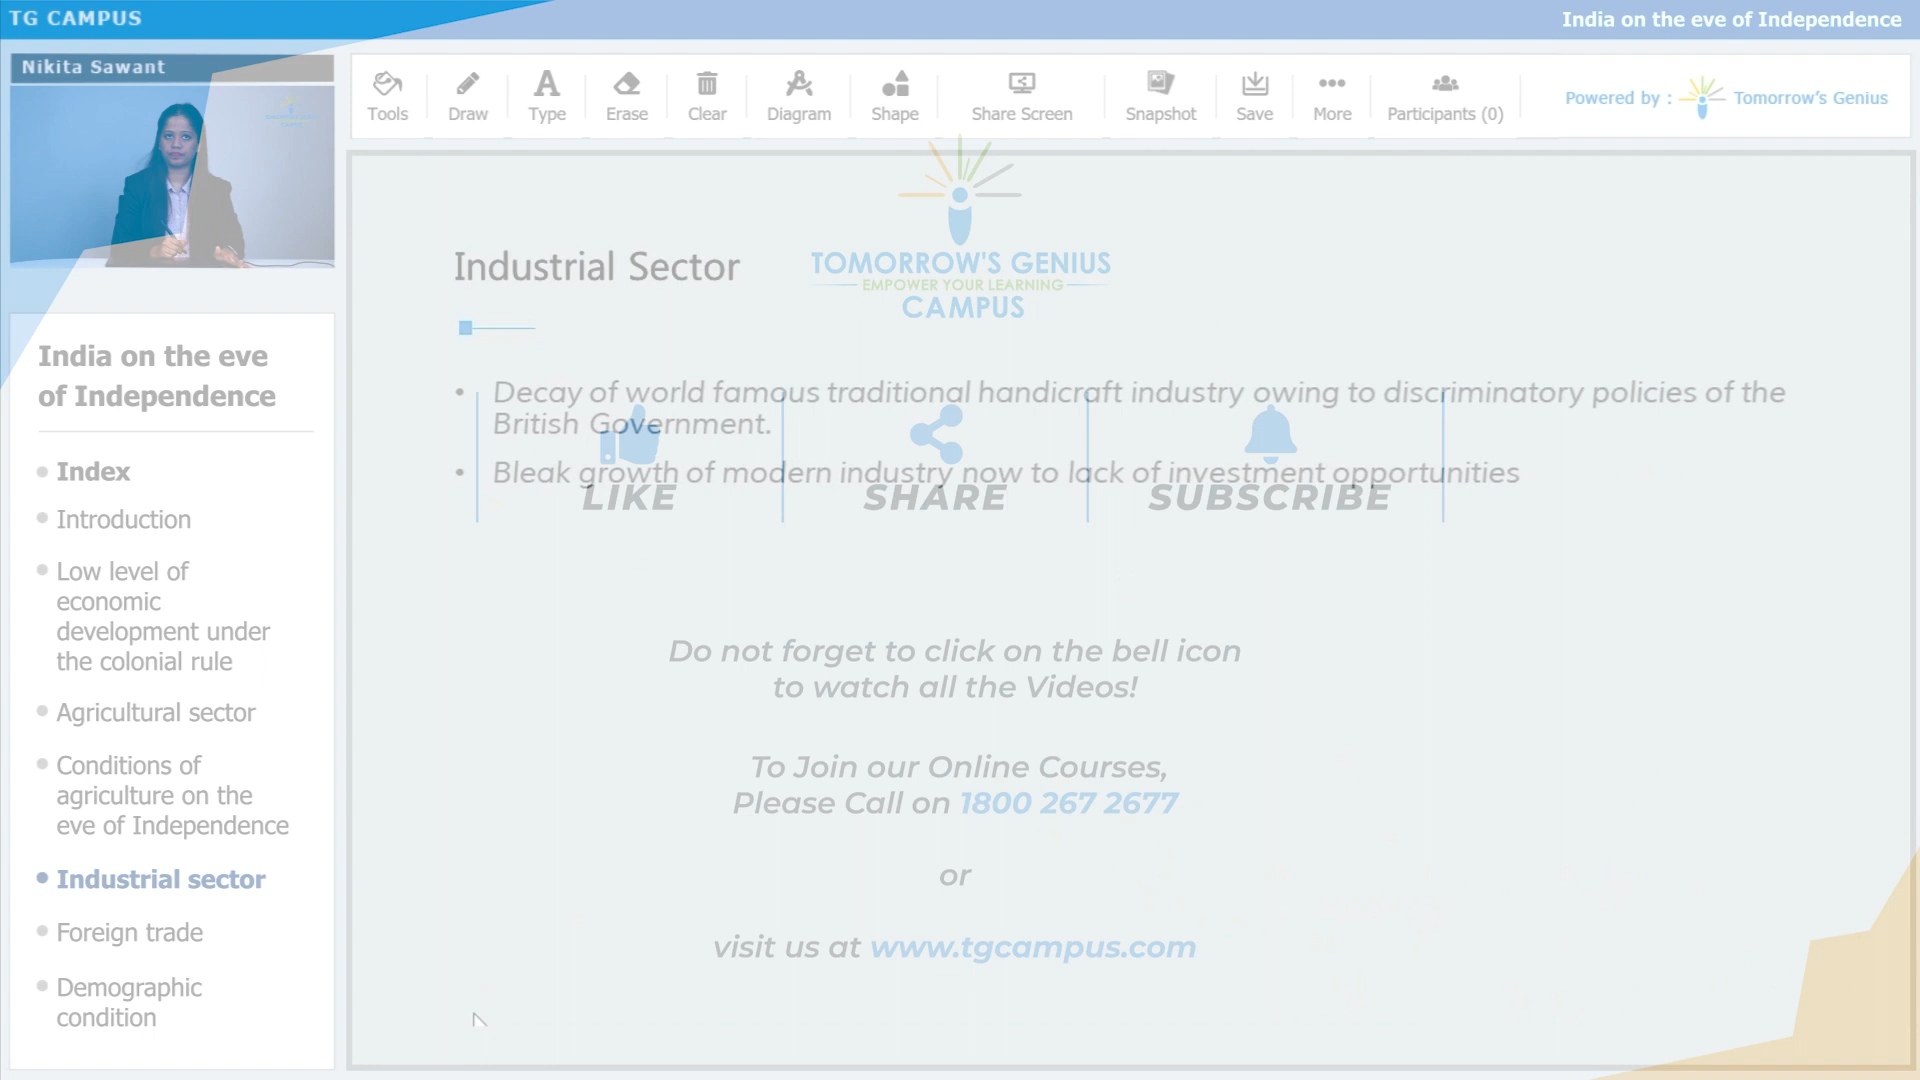 TG CAMPUS
India on the eve of Independence
Nikita Sawant
Tools
Draw
Type
Erase
Clear
Diagram
Shape
Share Screen
Snapshot
Save
More
Participants (0)
Powered by :
Tomorrow's Genius
TOMORROW'S GENIUS
EMPOWER YOUR LEARNING
CAMPUS
Industrial Sector
• Decay of world famous traditional handicraft industry owing to discriminatory policies of the
British Government.
• Bleak growth of modern industry now to lack of investment opportunities
LIKE
SHARE
SUBSCRIBE
Do not forget to click on the bell icon
to watch all the Videos!
To Join our Online Courses,
Please Call on 1800 267 2677
or
visit us at www.tgcampus.com
India on the eve
of Independence
• Index
• Introduction
• Low level of
economic
development under
the colonial rule
• Agricultural sector
• Conditions of
agriculture on the
eve of Independence
• Industrial sector
• Foreign trade
• Demographic
condition